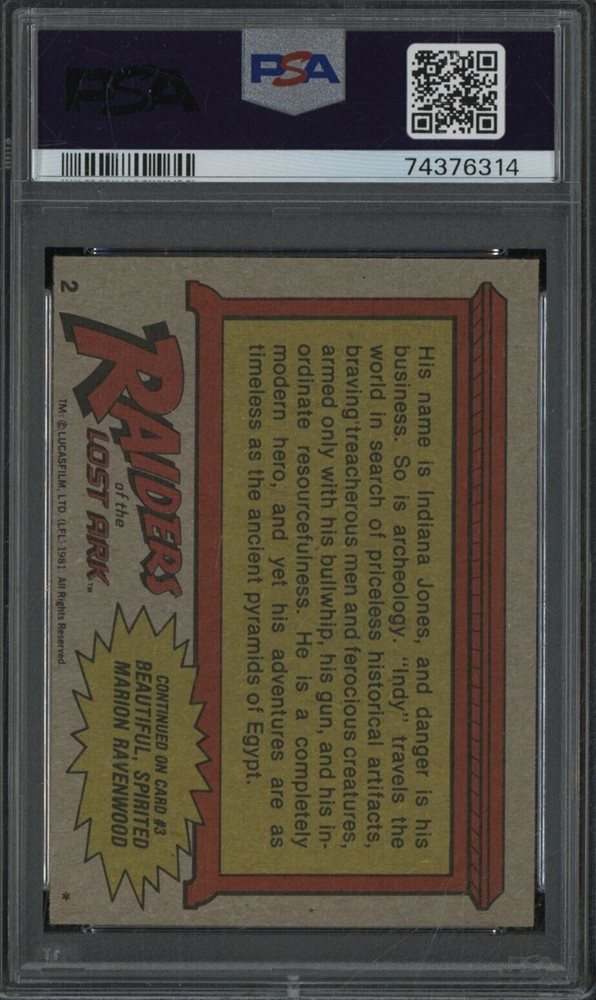 PSA
PSA
74376314
His name is Indiana Jones, and danger is his
business. So is archeology. “Indy” travels the
world in search of priceless historical artifacts,
braving treacherous men and ferocious creatures,
armed only with his bullwhip, his gun, and his in-
ordinate resourcefulness. He is a completely
modern hero, and yet his adventures are as
timeless as the ancient pyramids of Egypt.
2
RAIDERS
of the
LOST ARK™
TM: © LUCASFILM, LTD. (LFL) 1981. All Rights Reserved.
CONTINUED ON CARD #3
BEAUTIFUL, SPIRITED
MARION RAVENWOOD
*